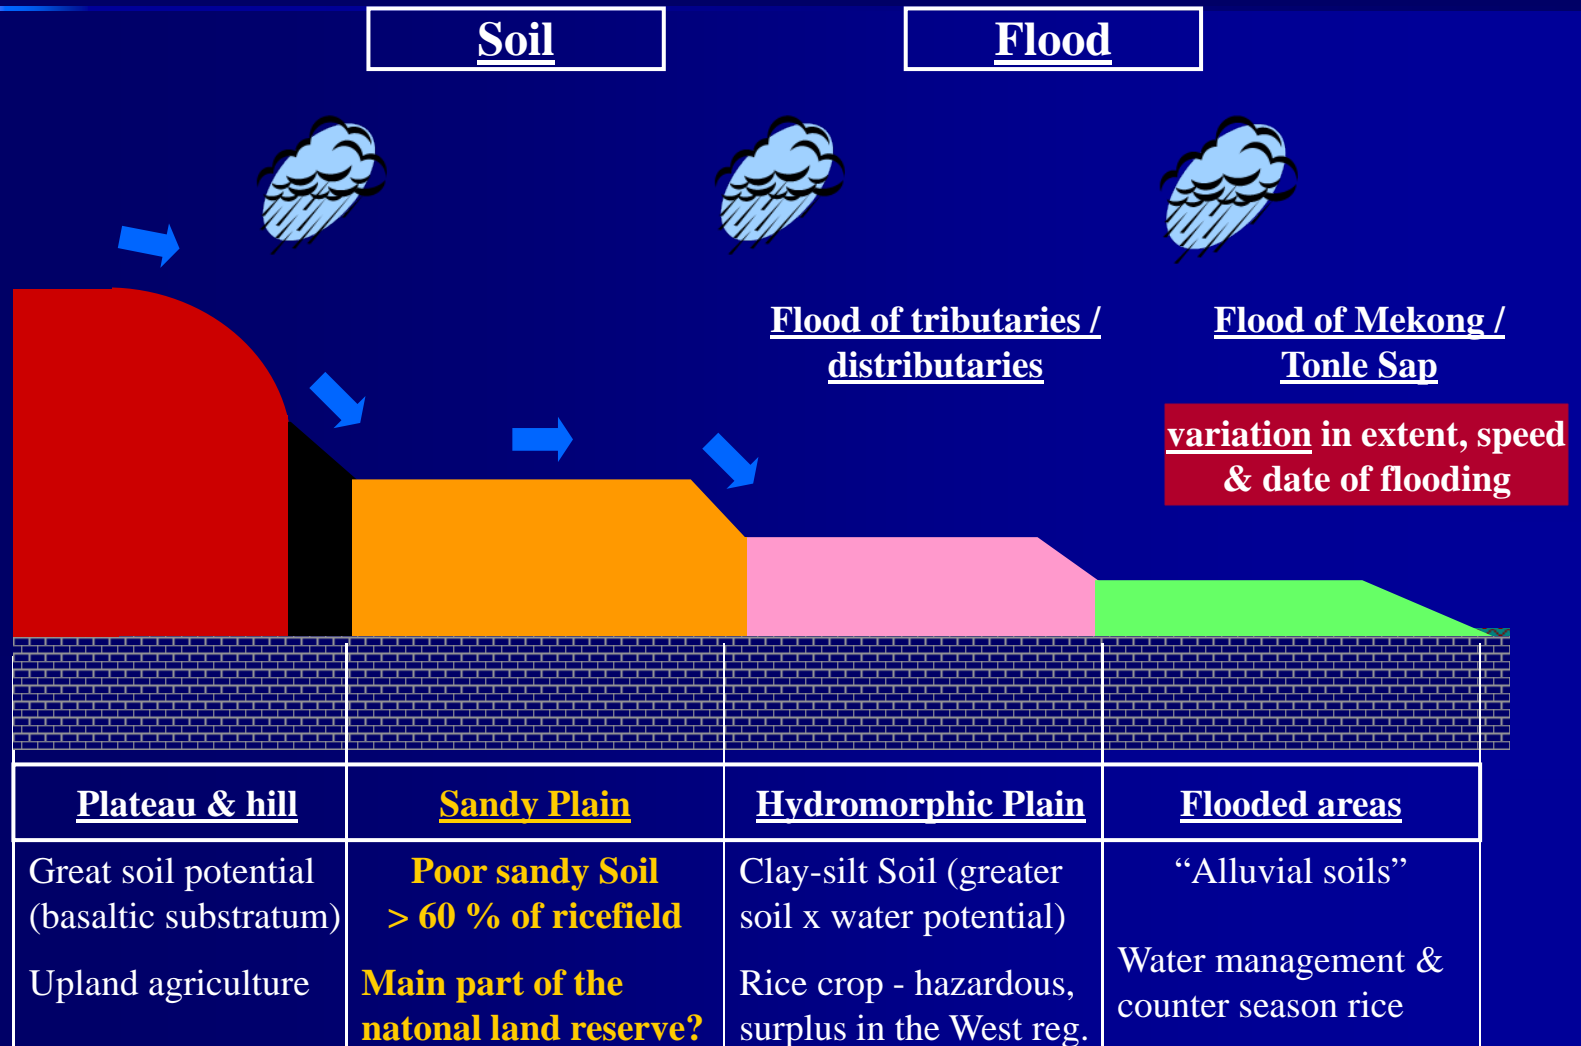 Soil
Flood
Flood of tributaries /
distributaries
Flood of Mekong /
Tonle Sap
variation in extent, speed
& date of flooding
Plateau & hill
Sandy Plain
Hydromorphic Plain
Flooded areas
Great soil potential
(basaltic substratum)
Upland agriculture
Poor sandy Soil
> 60 % of ricefield
Main part of the
natonal land reserve?
Clay-silt Soil (greater
soil x water potential)
Rice crop - hazardous,
surplus in the West reg.
“Alluvial soils”
Water management &
counter season rice